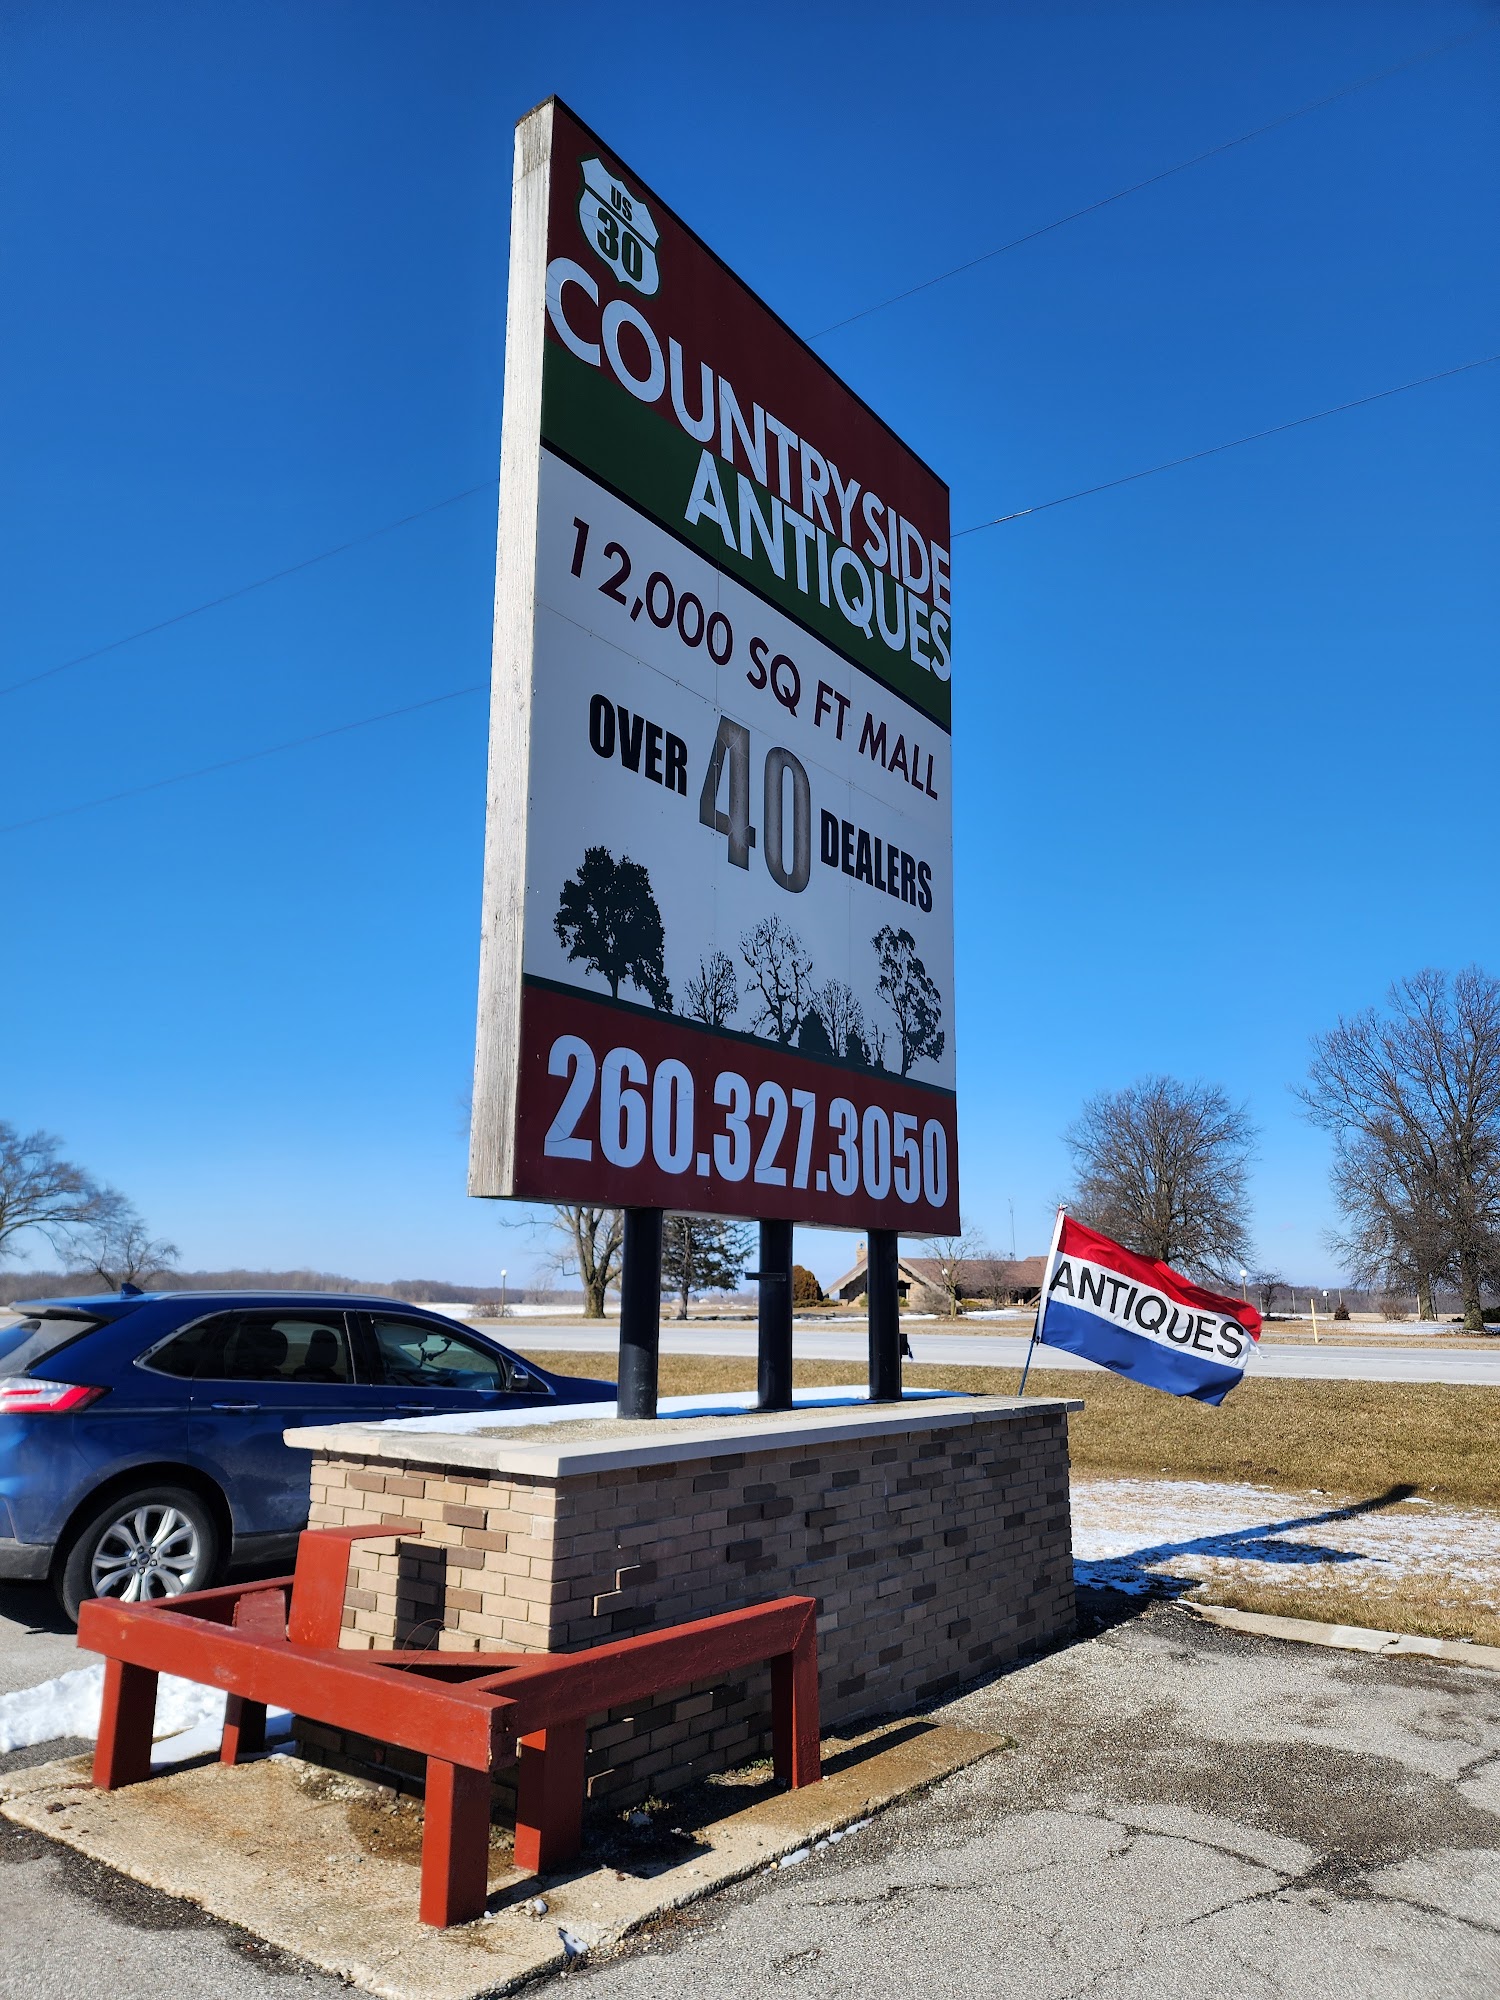 US
30
COUNTRYSIDE
ANTIQUES
12,000 SQ FT MALL
OVER 40 DEALERS
260.327.3050
ANTIQUES